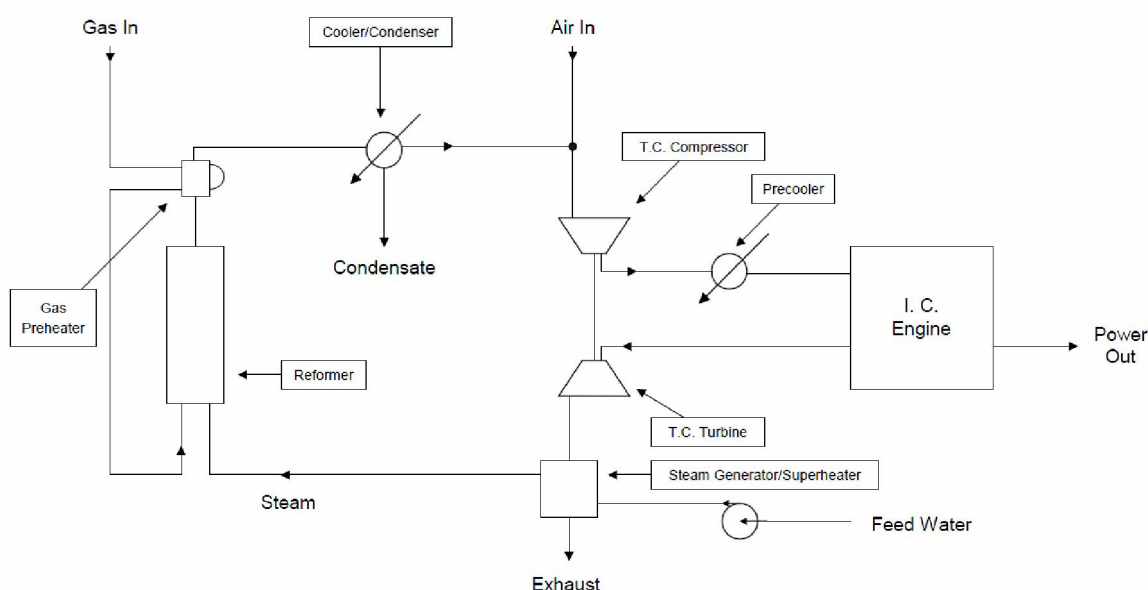 Gas In
Cooler/Condenser
Air In
T.C. Compressor
Precooler
Condensate
Gas
Preheater
I. C.
Engine
Power
Out
Reformer
T.C. Turbine
Steam Generator/Superheater
Steam
Feed Water
Exhaust